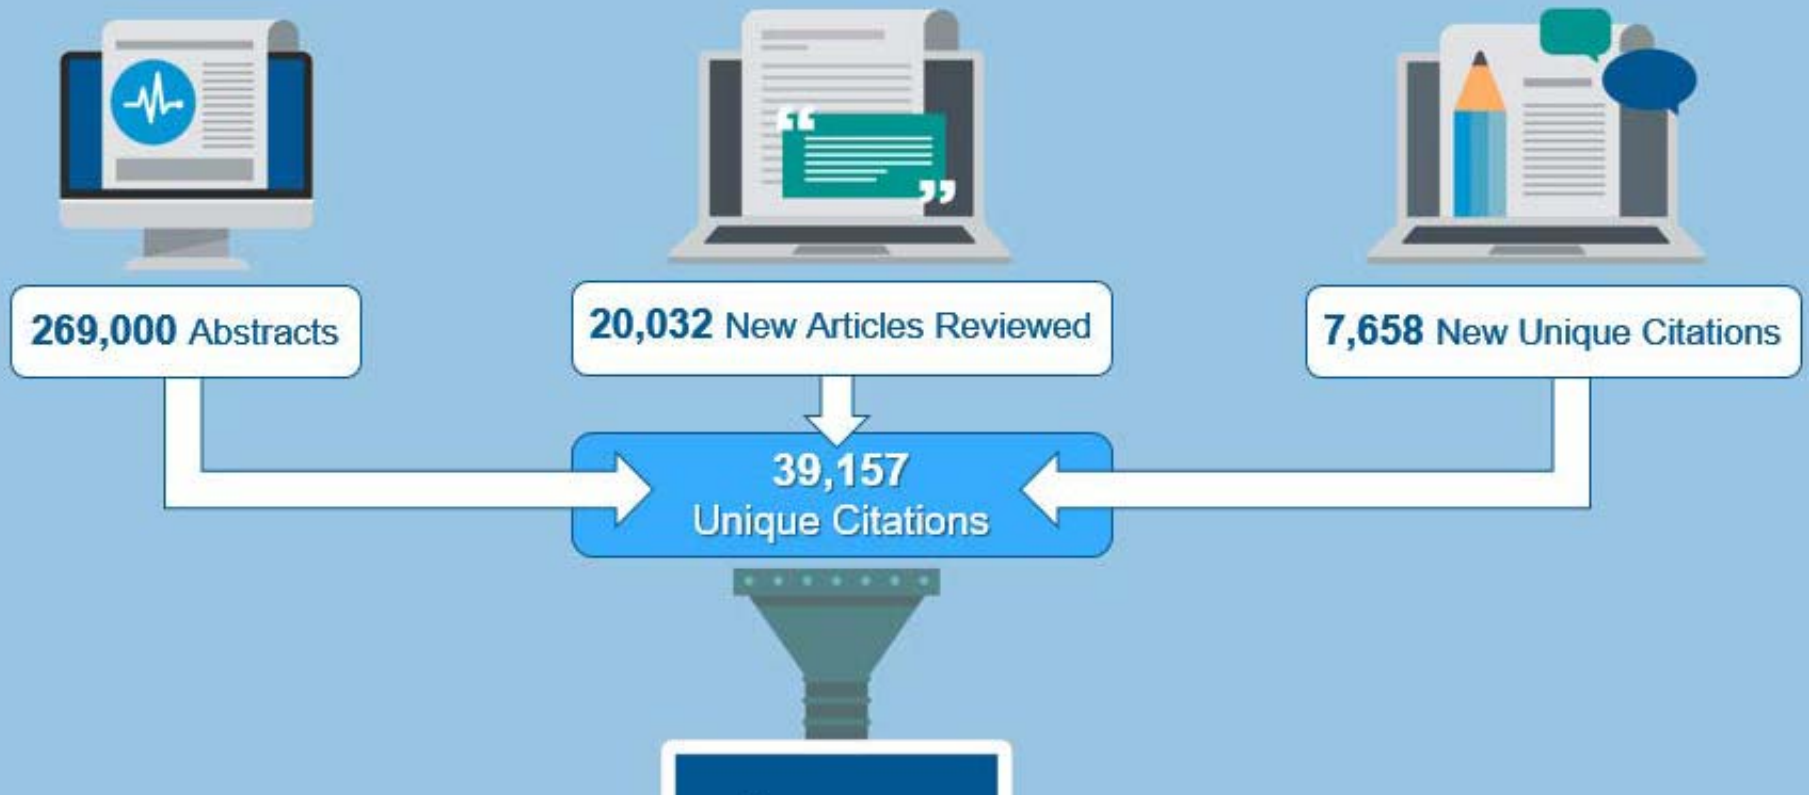 269,000 Abstracts
20,032 New Articles Reviewed
7,658 New Unique Citations
39,157
Unique Citations